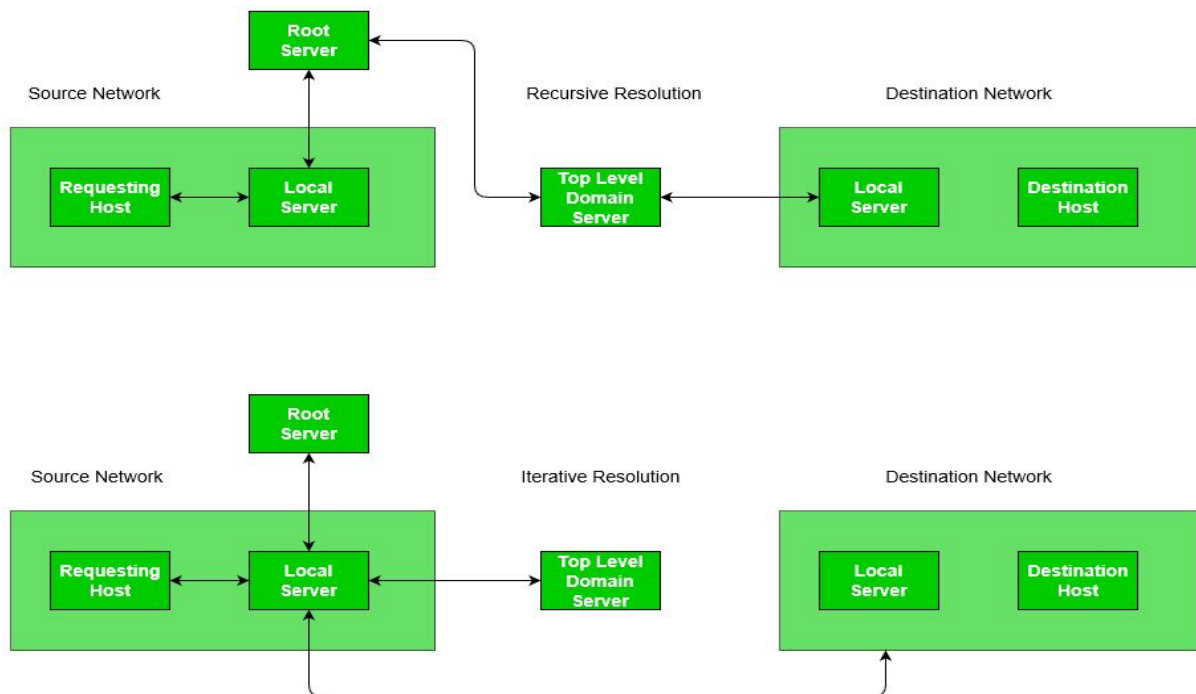 Root
Server
Source Network
Recursive Resolution
Destination Network
Requesting
Host
Local
Server
Top Level
Domain
Server
Local
Server
Destination
Host
Root
Server
Source Network
Iterative Resolution
Destination Network
Requesting
Host
Local
Server
Top Level
Domain
Server
Local
Server
Destination
Host